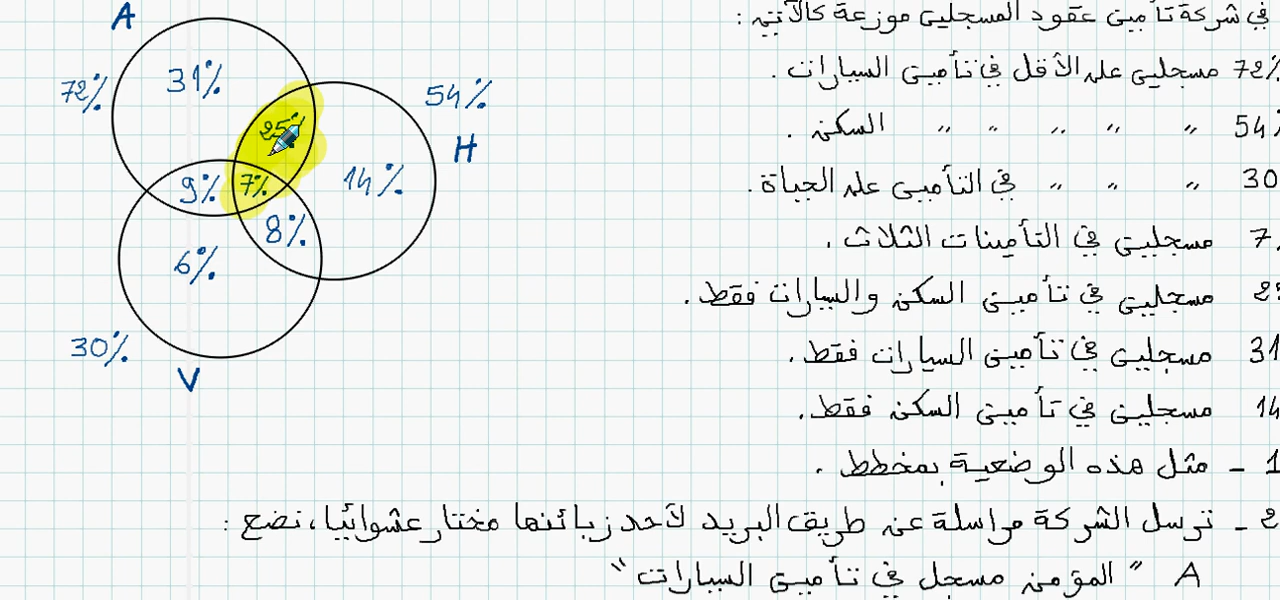 في شركة تأمين عقود المسجلين موزعة كالآتي :
72% مسجلين على الأقل في تأمين السيارات .
54% " " " " " السكن .
30 " " " في التأمين على الحياة .
7% مسجلين في التأمينات الثلاث .
2 مسجلين في تأمين السكن والسيارات فقط .
31 مسجلين في تأمين السيارات فقط .
14 مسجلين في تأمين السكن فقط .
1 - مثل هذه الوضعية بمخطط .
2 - ترسل الشركة مراسلة عن طريق البريد لأحد زبائنها مختار عشوائيا، نضع :
A " المؤمن مسجل في تأمين السيارات "
A
72%
31%
54%
25%
H
9%
7%
14%
8%
6%
30%
V